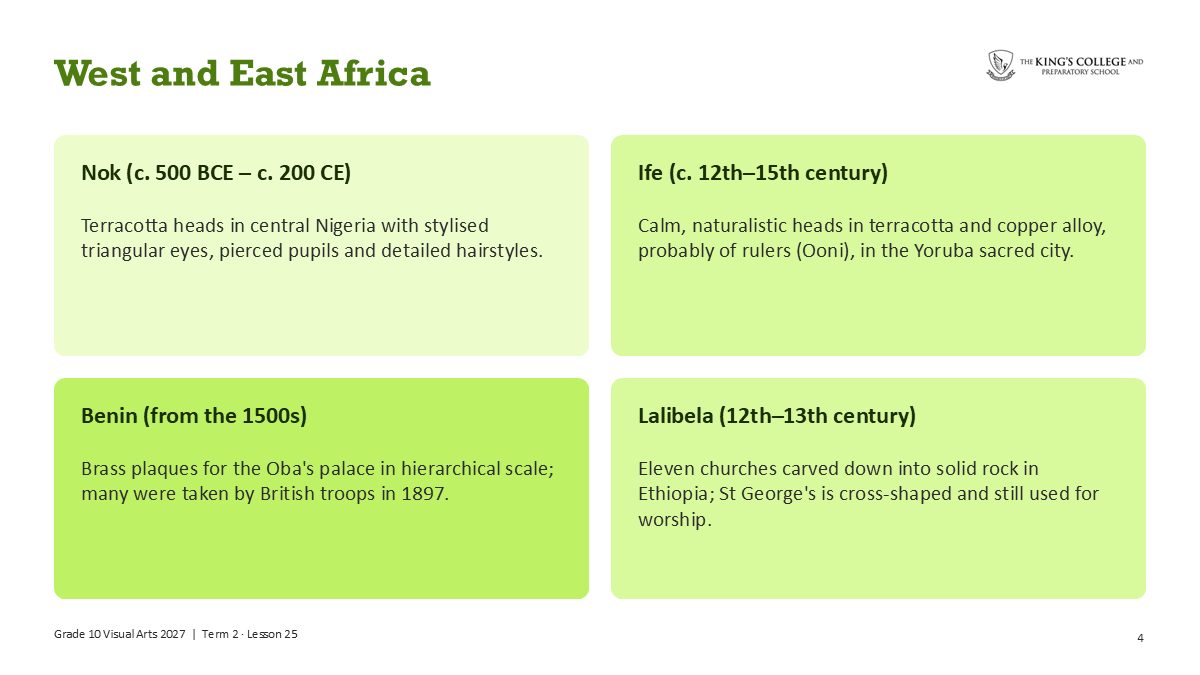 West and East Africa
THE KING'S COLLEGE AND
PREPARATORY SCHOOL
Nok (c. 500 BCE – c. 200 CE)
Terracotta heads in central Nigeria with stylised
triangular eyes, pierced pupils and detailed hairstyles.
Ife (c. 12th–15th century)
Calm, naturalistic heads in terracotta and copper alloy,
probably of rulers (Ooni), in the Yoruba sacred city.
Benin (from the 1500s)
Brass plaques for the Oba's palace in hierarchical scale;
many were taken by British troops in 1897.
Lalibela (12th–13th century)
Eleven churches carved down into solid rock in
Ethiopia; St George's is cross-shaped and still used for
worship.
Grade 10 Visual Arts 2027 | Term 2 · Lesson 25
4